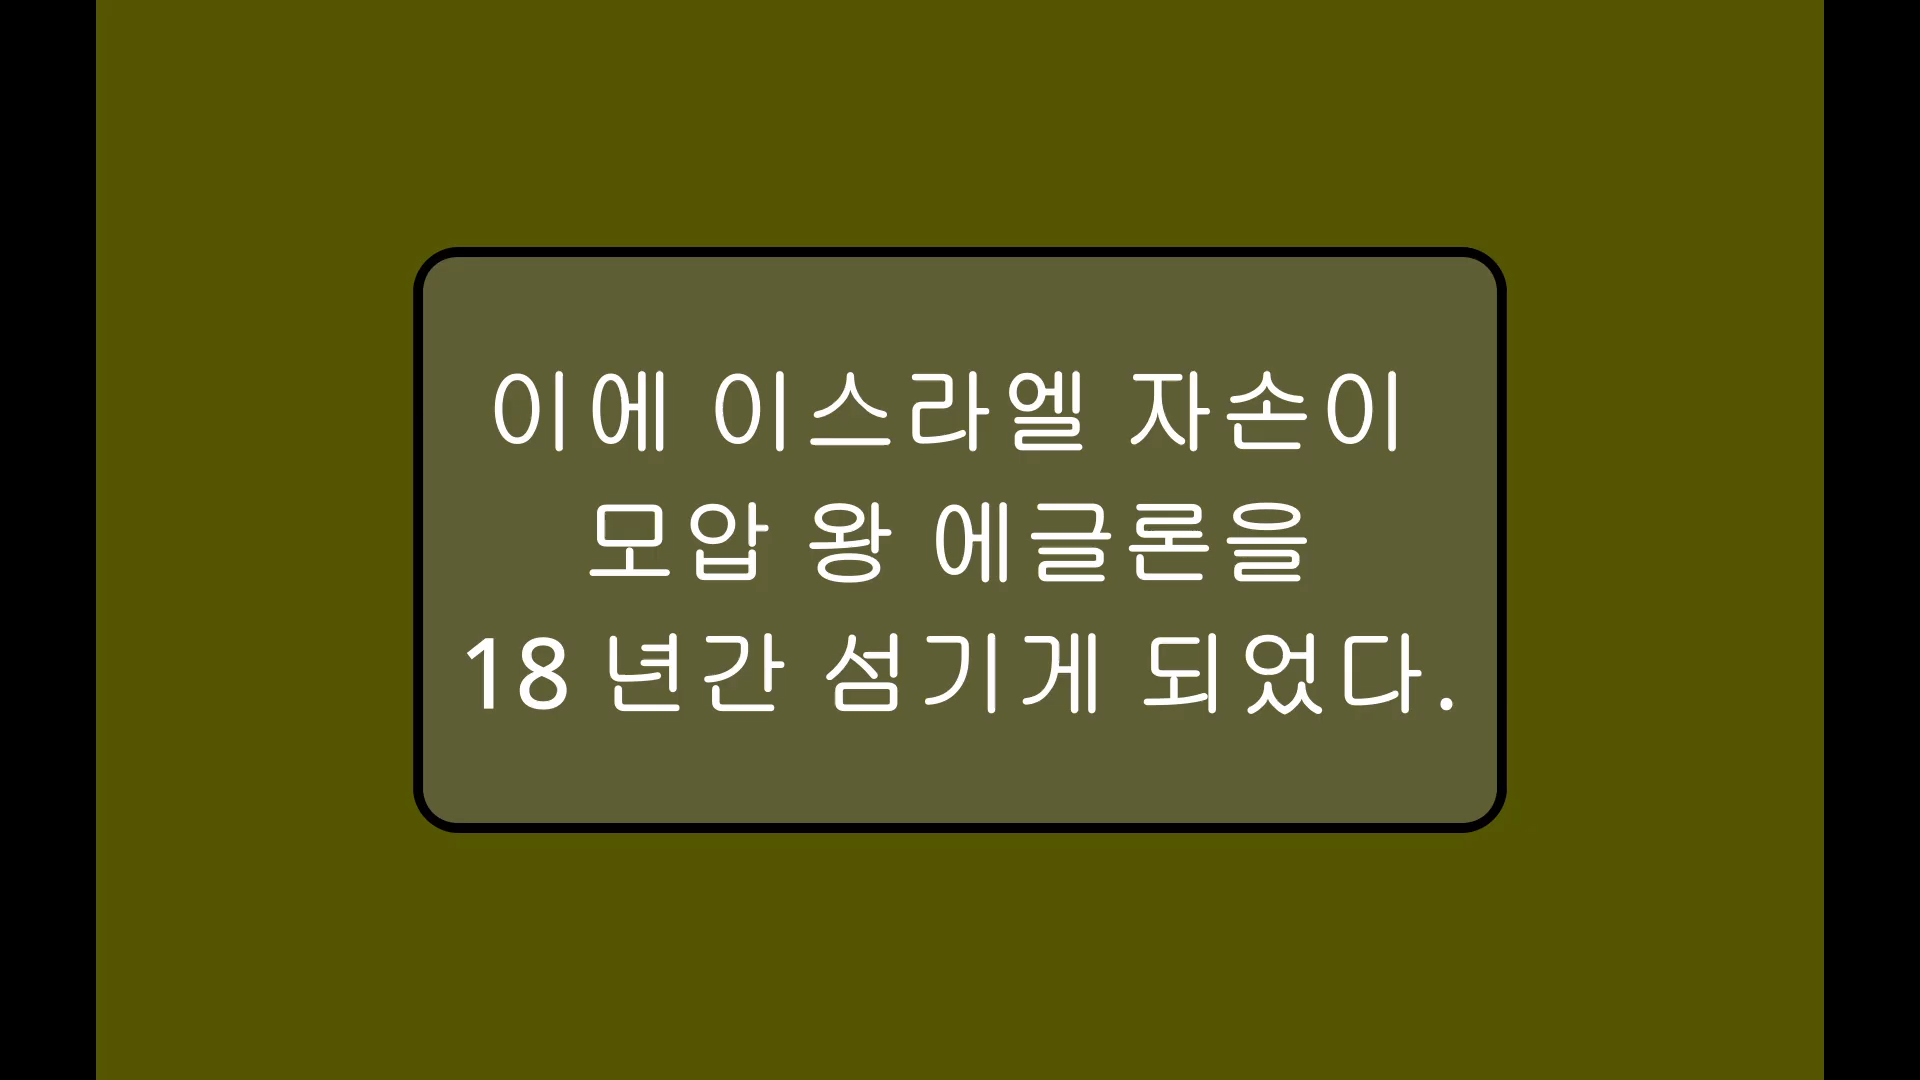 이에 이스라엘 자손이
모압 왕 에글론을
18 년간 섬기게 되었다.